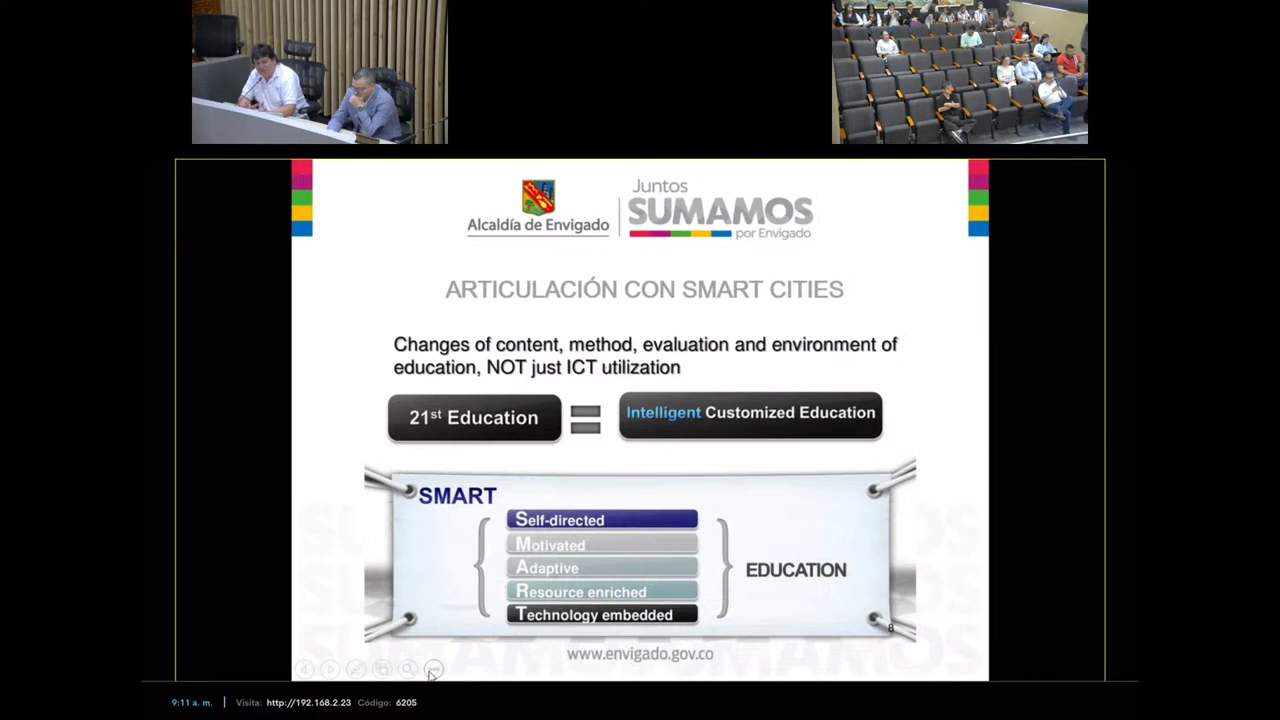 Alcaldía de Envigado
Juntos
SUMAMOS
por Envigado
ARTICULACIÓN CON SMART CITIES
Changes of content, method, evaluation and environment of
education, NOT just ICT utilization
21st Education
Intelligent Customized Education
SMART
Self-directed
Motivated
Adaptive
Resource enriched
Technology embedded
EDUCATION
8
www.envigado.gov.co
9:11 a. m. Visita: http://192.168.2.23 Código: 6205